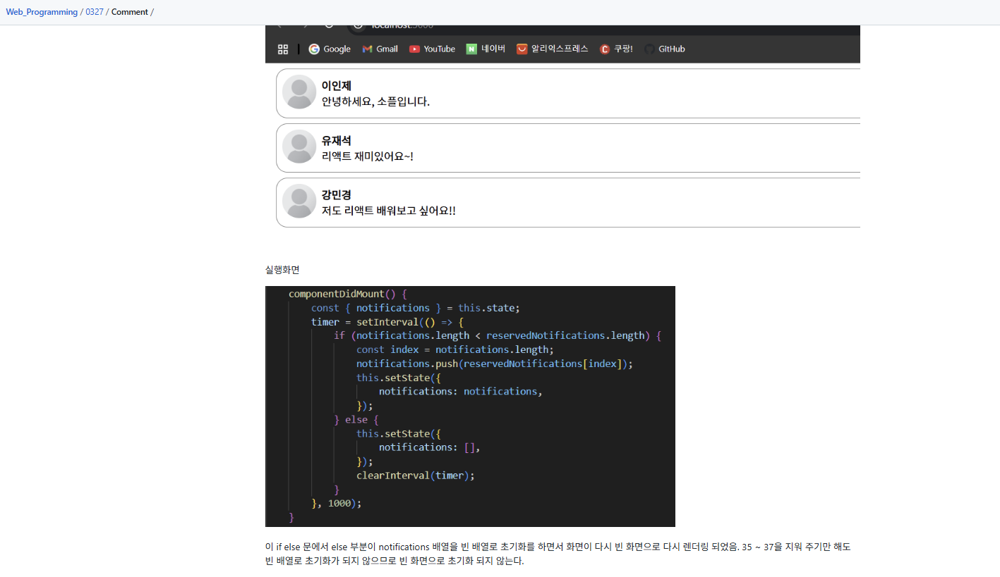 Web_Programming / 0327 / Comment /
localhost:3000
Google Gmail YouTube N 네이버 알리익스프레스 C 쿠팡! GitHub
이인제
안녕하세요, 소플입니다.
유재석
리액트 재미있어요~!
강민경
저도 리액트 배워보고 싶어요!!
실행화면
componentDidMount() {
const { notifications } = this.state;
timer = setInterval(() => {
if (notifications.length < reservedNotifications.length) {
const index = notifications.length;
notifications.push(reservedNotifications[index]);
this.setState({
notifications: notifications,
});
} else {
this.setState({
notifications: [],
});
clearInterval(timer);
}
}, 1000);
}
이 if else 문에서 else 부분이 notifications 배열을 빈 배열로 초기화를 하면서 화면이 다시 빈 화면으로 다시 렌더링 되었음. 35 ~ 37을 지워 주기만 해도
빈 배열로 초기화가 되지 않으므로 빈 화면으로 초기화 되지 않는다.